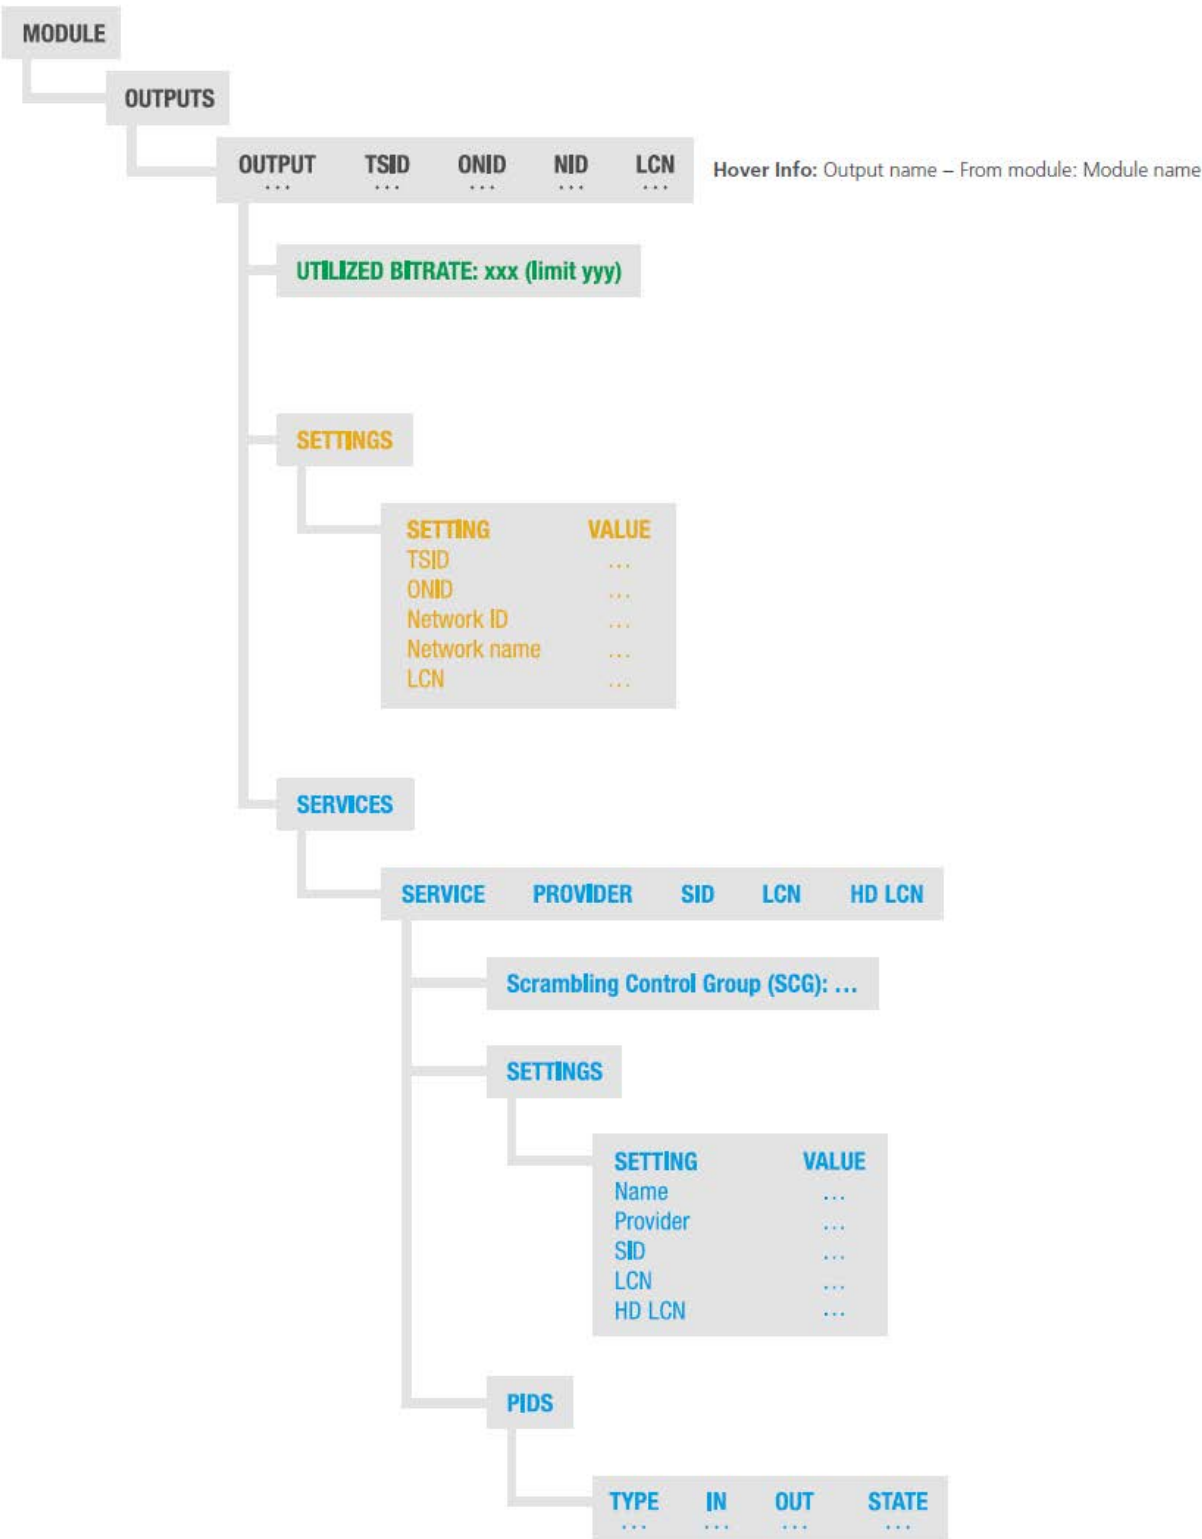 MODULE
OUTPUTS
OUTPUT TSID ONID NID LCN
... ... ... ... ...
Hover Info: Output name – From module: Module name
UTILIZED BITRATE: xxx (limit yyy)
SETTINGS
SETTING VALUE
TSID ...
ONID ...
Network ID ...
Network name ...
LCN ...
SERVICES
SERVICE PROVIDER SID LCN HD LCN
Scrambling Control Group (SCG): ...
SETTINGS
SETTING VALUE
Name ...
Provider ...
SID ...
LCN ...
HD LCN ...
PIDS
TYPE IN OUT STATE
... ... ... ...